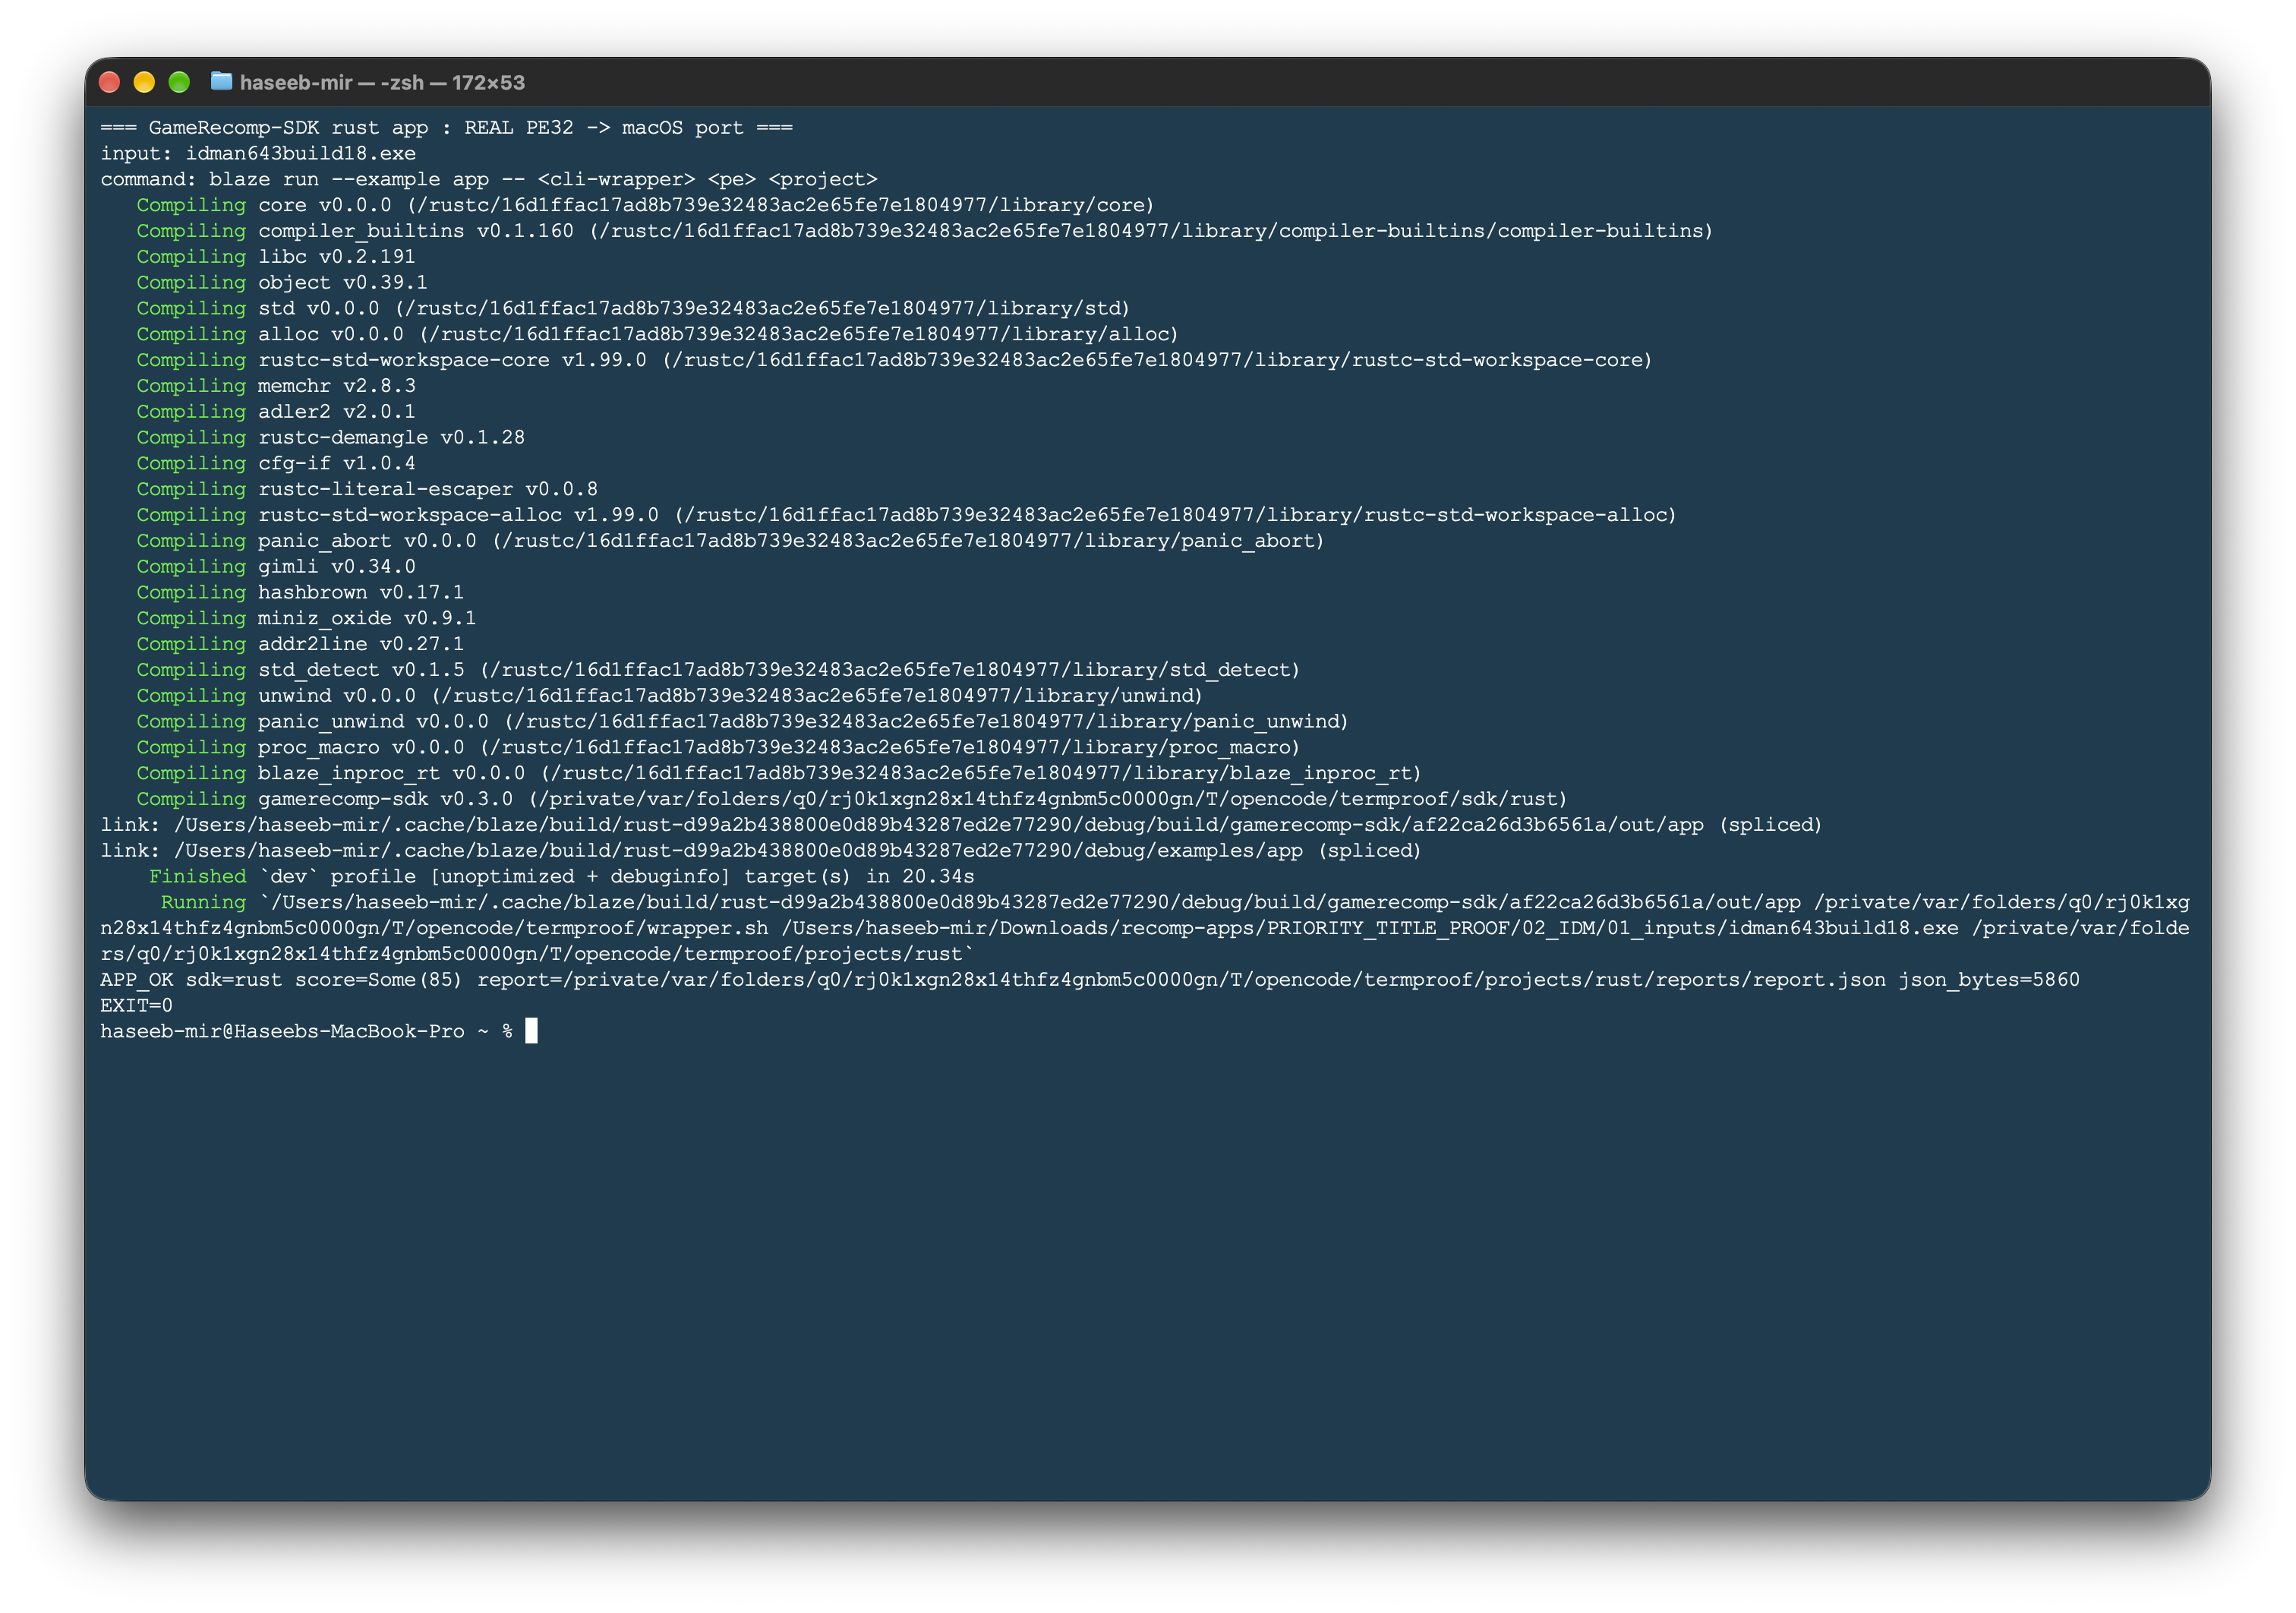 haseeb-mir — -zsh — 172×53
=== GameRecomp-SDK rust app : REAL PE32 -> macOS port ===
input: idman643build18.exe
command: blaze run --example app -- <cli-wrapper> <pe> <project>
Compiling core v0.0.0 (/rustc/16d1ffac17ad8b739e32483ac2e65fe7e1804977/library/core)
Compiling compiler_builtins v0.1.160 (/rustc/16d1ffac17ad8b739e32483ac2e65fe7e1804977/library/compiler-builtins/compiler-builtins)
Compiling libc v0.2.191
Compiling object v0.39.1
Compiling std v0.0.0 (/rustc/16d1ffac17ad8b739e32483ac2e65fe7e1804977/library/std)
Compiling alloc v0.0.0 (/rustc/16d1ffac17ad8b739e32483ac2e65fe7e1804977/library/alloc)
Compiling rustc-std-workspace-core v1.99.0 (/rustc/16d1ffac17ad8b739e32483ac2e65fe7e1804977/library/rustc-std-workspace-core)
Compiling memchr v2.8.3
Compiling adler2 v2.0.1
Compiling rustc-demangle v0.1.28
Compiling cfg-if v1.0.4
Compiling rustc-literal-escaper v0.0.8
Compiling rustc-std-workspace-alloc v1.99.0 (/rustc/16d1ffac17ad8b739e32483ac2e65fe7e1804977/library/rustc-std-workspace-alloc)
Compiling panic_abort v0.0.0 (/rustc/16d1ffac17ad8b739e32483ac2e65fe7e1804977/library/panic_abort)
Compiling gimli v0.34.0
Compiling hashbrown v0.17.1
Compiling miniz_oxide v0.9.1
Compiling addr2line v0.27.1
Compiling std_detect v0.1.5 (/rustc/16d1ffac17ad8b739e32483ac2e65fe7e1804977/library/std_detect)
Compiling unwind v0.0.0 (/rustc/16d1ffac17ad8b739e32483ac2e65fe7e1804977/library/unwind)
Compiling panic_unwind v0.0.0 (/rustc/16d1ffac17ad8b739e32483ac2e65fe7e1804977/library/panic_unwind)
Compiling proc_macro v0.0.0 (/rustc/16d1ffac17ad8b739e32483ac2e65fe7e1804977/library/proc_macro)
Compiling blaze_inproc_rt v0.0.0 (/rustc/16d1ffac17ad8b739e32483ac2e65fe7e1804977/library/blaze_inproc_rt)
Compiling gamerecomp-sdk v0.3.0 (/private/var/folders/q0/rj0k1xgn28x14thfz4gnbm5c0000gn/T/opencode/termproof/sdk/rust)
link: /Users/haseeb-mir/.cache/blaze/build/rust-d99a2b438800e0d89b43287ed2e77290/debug/build/gamerecomp-sdk/af22ca26d3b6561a/out/app (spliced)
link: /Users/haseeb-mir/.cache/blaze/build/rust-d99a2b438800e0d89b43287ed2e77290/debug/examples/app (spliced)
Finished `dev` profile [unoptimized + debuginfo] target(s) in 20.34s
Running `/Users/haseeb-mir/.cache/blaze/build/rust-d99a2b438800e0d89b43287ed2e77290/debug/build/gamerecomp-sdk/af22ca26d3b6561a/out/app /private/var/folders/q0/rj0k1xg
n28x14thfz4gnbm5c0000gn/T/opencode/termproof/wrapper.sh /Users/haseeb-mir/Downloads/recomp-apps/PRIORITY_TITLE_PROOF/02_IDM/01_inputs/idman643build18.exe /private/var/folde
rs/q0/rj0k1xgn28x14thfz4gnbm5c0000gn/T/opencode/termproof/projects/rust`
APP_OK sdk=rust score=Some(85) report=/private/var/folders/q0/rj0k1xgn28x14thfz4gnbm5c0000gn/T/opencode/termproof/projects/rust/reports/report.json json_bytes=5860
EXIT=0
haseeb-mir@Haseebs-MacBook-Pro ~ %